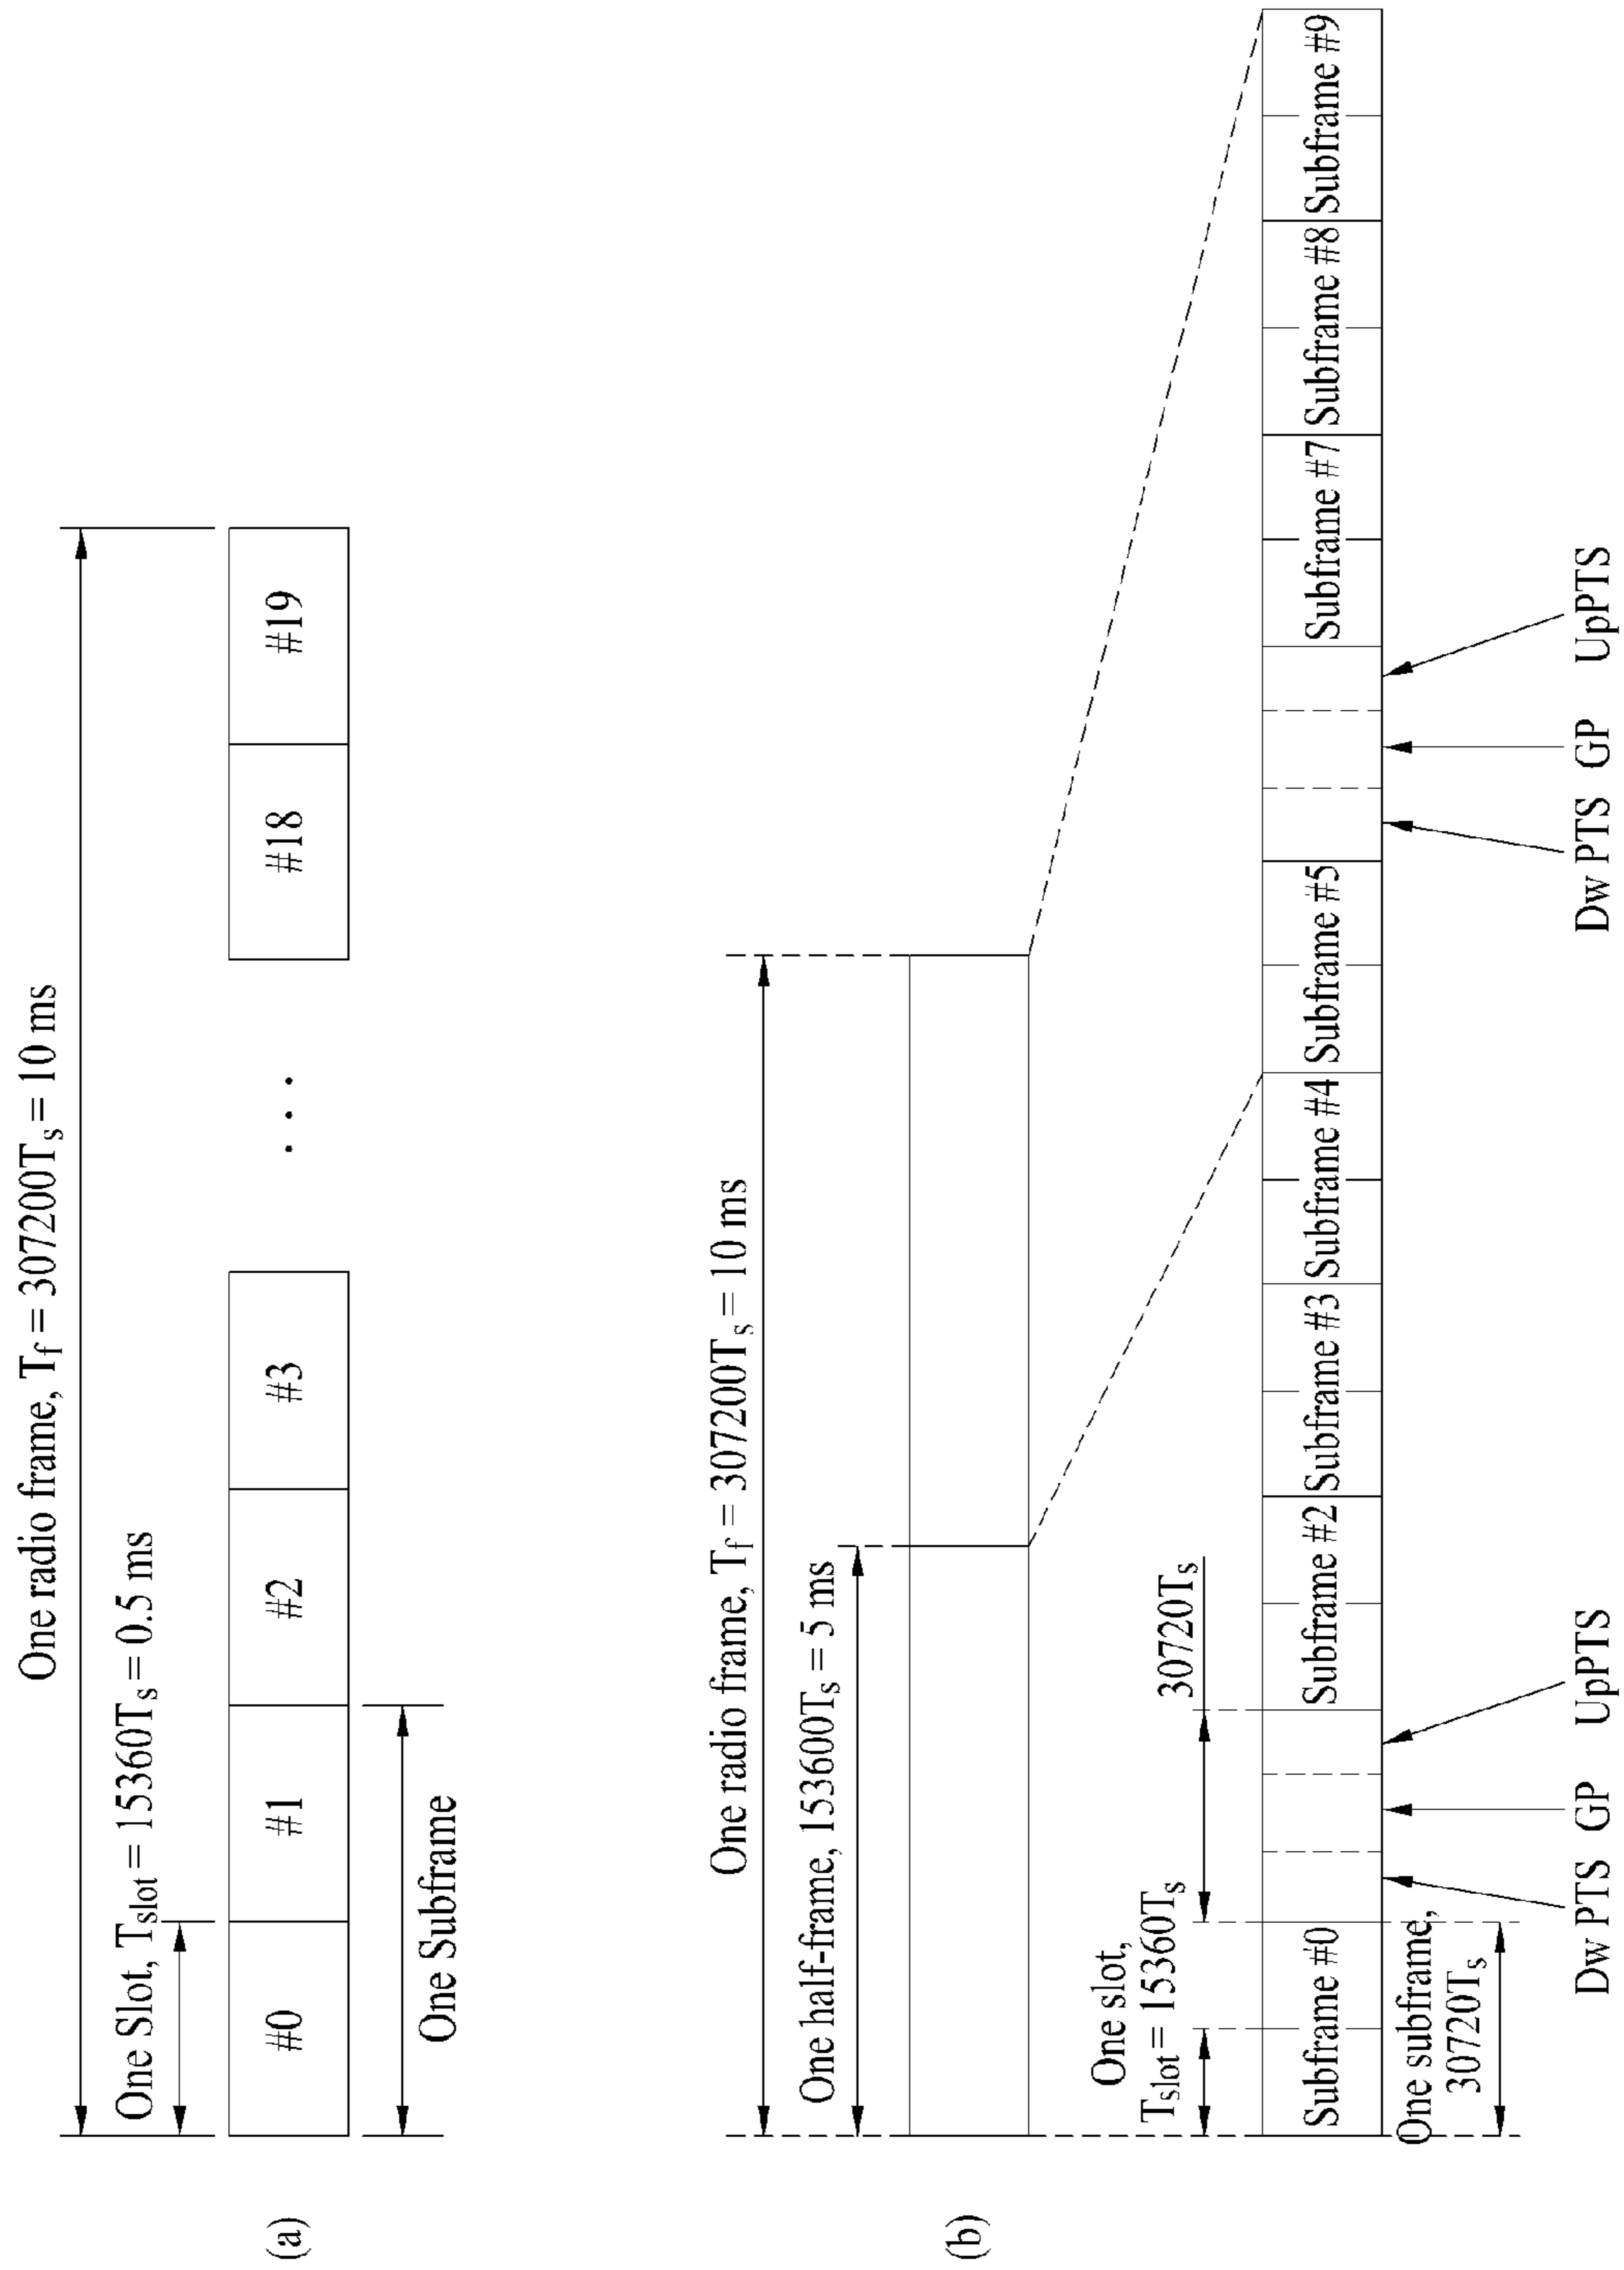 (a)
One radio frame, Tf = 307200Ts = 10 ms
One Slot, Tslot = 15360Ts = 0.5 ms
#0 #1 #2 #3 ... #18 #19
One Subframe
(b)
One radio frame, Tf = 307200Ts = 10 ms
One half-frame, 153600Ts = 5 ms
One slot,
Tslot = 15360Ts
30720Ts
Subframe #0 Subframe #2 Subframe #3 Subframe #4 Subframe #5 Subframe #7 Subframe #8 Subframe #9
One subframe,
30720Ts
Dw PTS GP UpPTS Dw PTS GP UpPTS